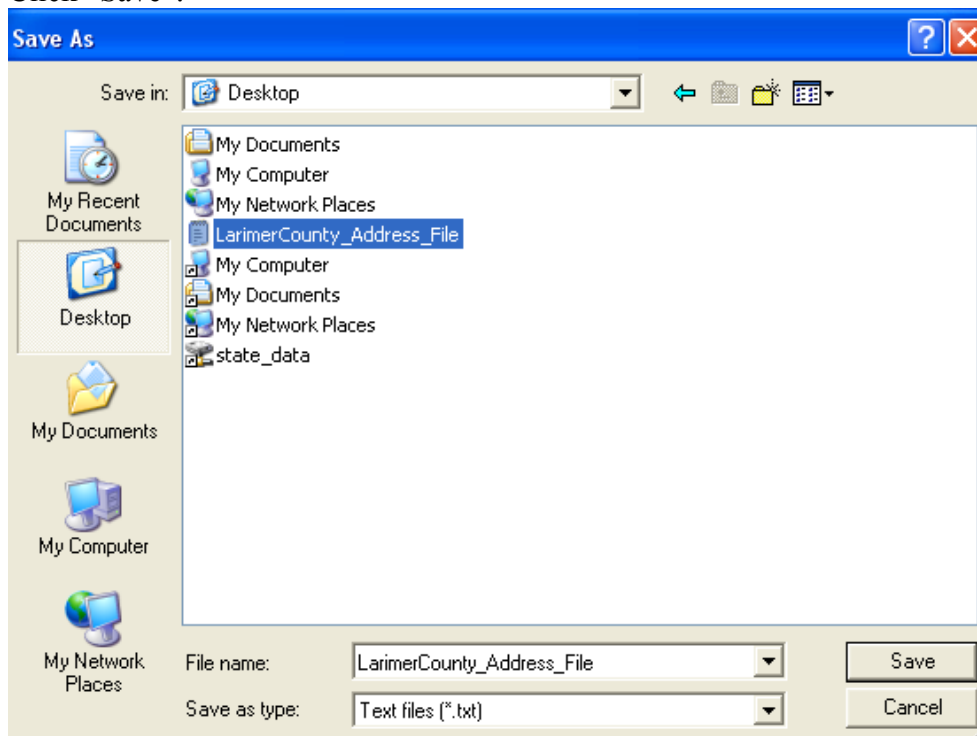 Save As
Save in:
Desktop
My Recent
Documents
Desktop
My Documents
My Computer
My Network
Places
My Documents
My Computer
My Network Places
LarimerCounty_Address_File
My Computer
My Documents
My Network Places
state_data
File name:
LarimerCounty_Address_File
Save
Save as type:
Text files (*.txt)
Cancel